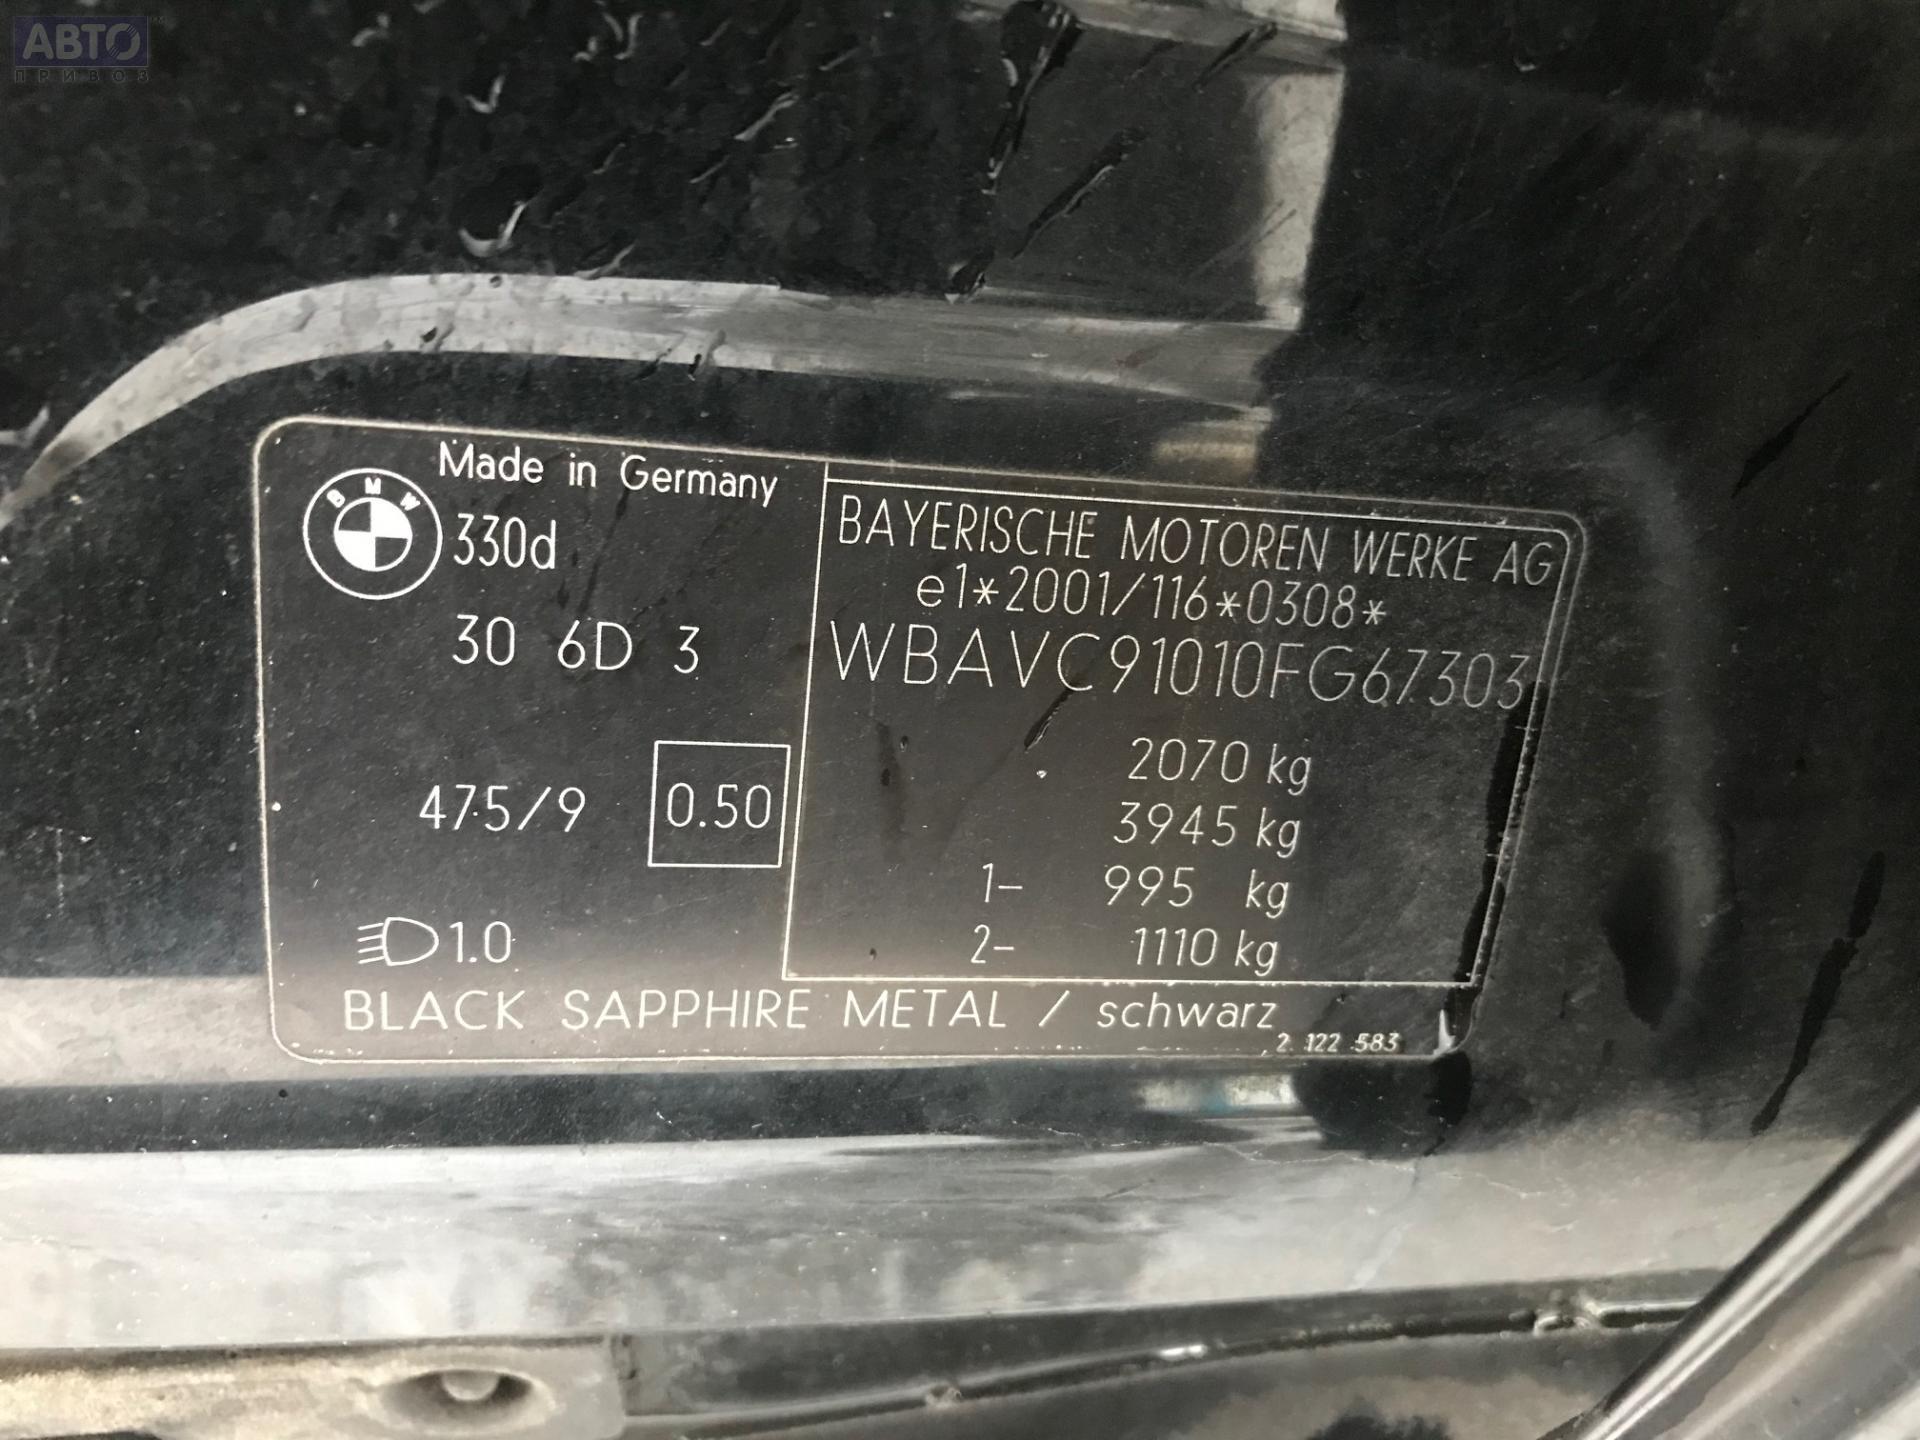 АВТО
ПРИВОЗ
Made in Germany
BMW
330d
30 6D 3
475/9 0.50
1.0
BAYERISCHE MOTOREN WERKE AG
e1*2001/116*0308*
WBAVC91010FG67303
2070 kg
3945 kg
1- 995 kg
2- 1110 kg
BLACK SAPPHIRE METAL / schwarz
2 122 583